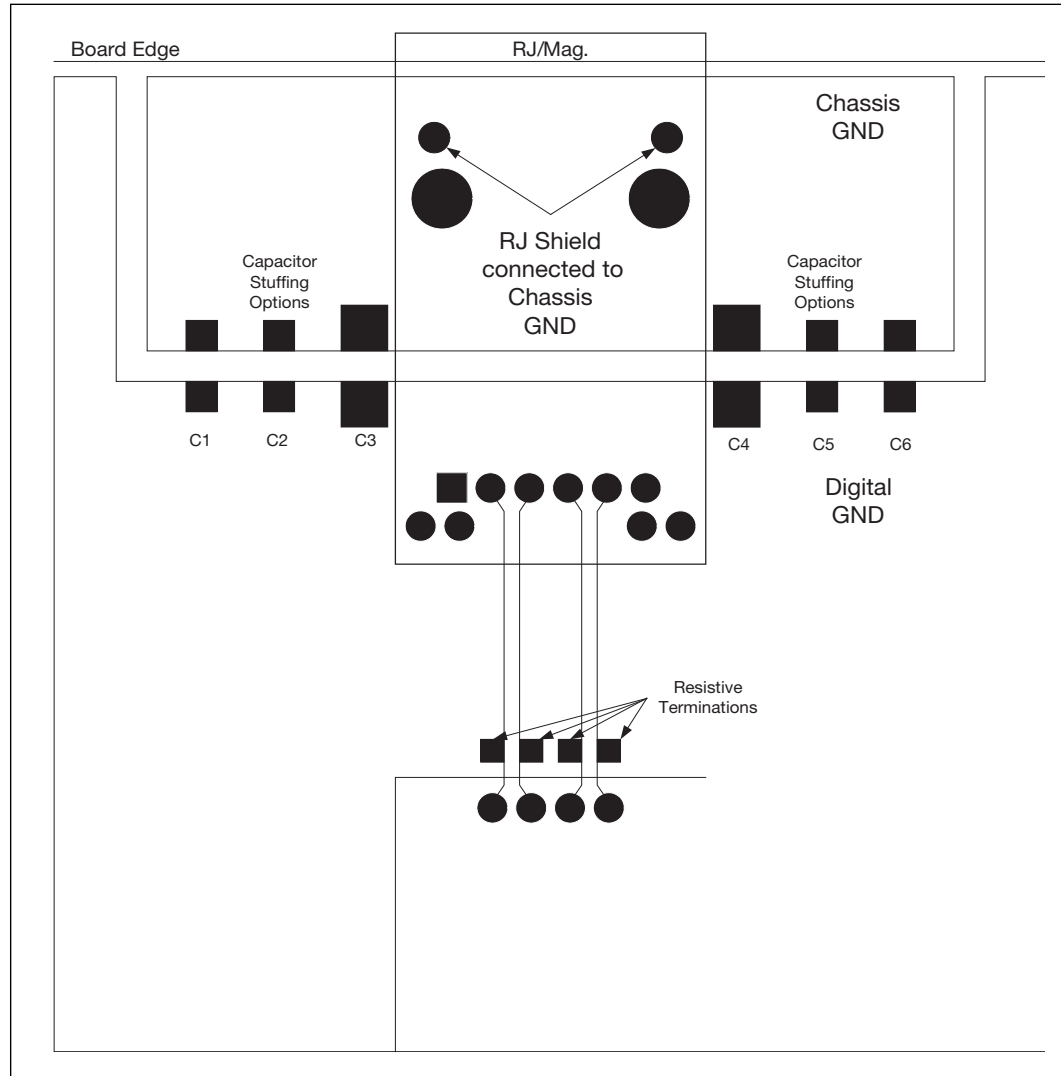 Board Edge
RJ/Mag.
Chassis
GND
RJ Shield
connected to
Chassis
GND
Capacitor
Stuffing
Options
Capacitor
Stuffing
Options
C1
C2
C3
C4
C5
C6
Digital
GND
Resistive
Terminations